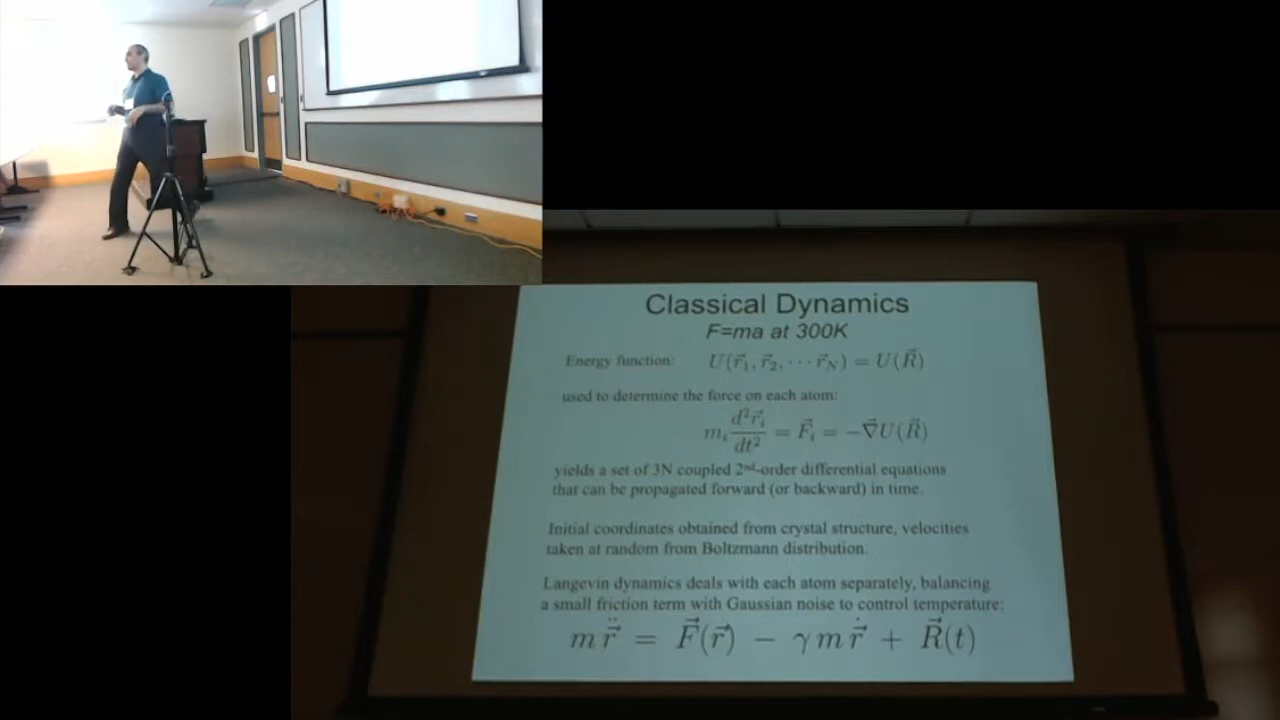 Classical Dynamics
F=ma at 300K
Energy function: U(r⃗₁, r⃗₂, ··· r⃗_N) = U(R⃗)
used to determine the force on each atom:
m_i d²r⃗_i/dt² = F⃗_i = −∇⃗U(R⃗)
yields a set of 3N coupled 2nd-order differential equations
that can be propagated forward (or backward) in time.
Initial coordinates obtained from crystal structure, velocities
taken at random from Boltzmann distribution.
Langevin dynamics deals with each atom separately, balancing
a small friction term with Gaussian noise to control temperature:
m r⃗̈ = F⃗(r⃗) − γ m r⃗̇ + R⃗(t)